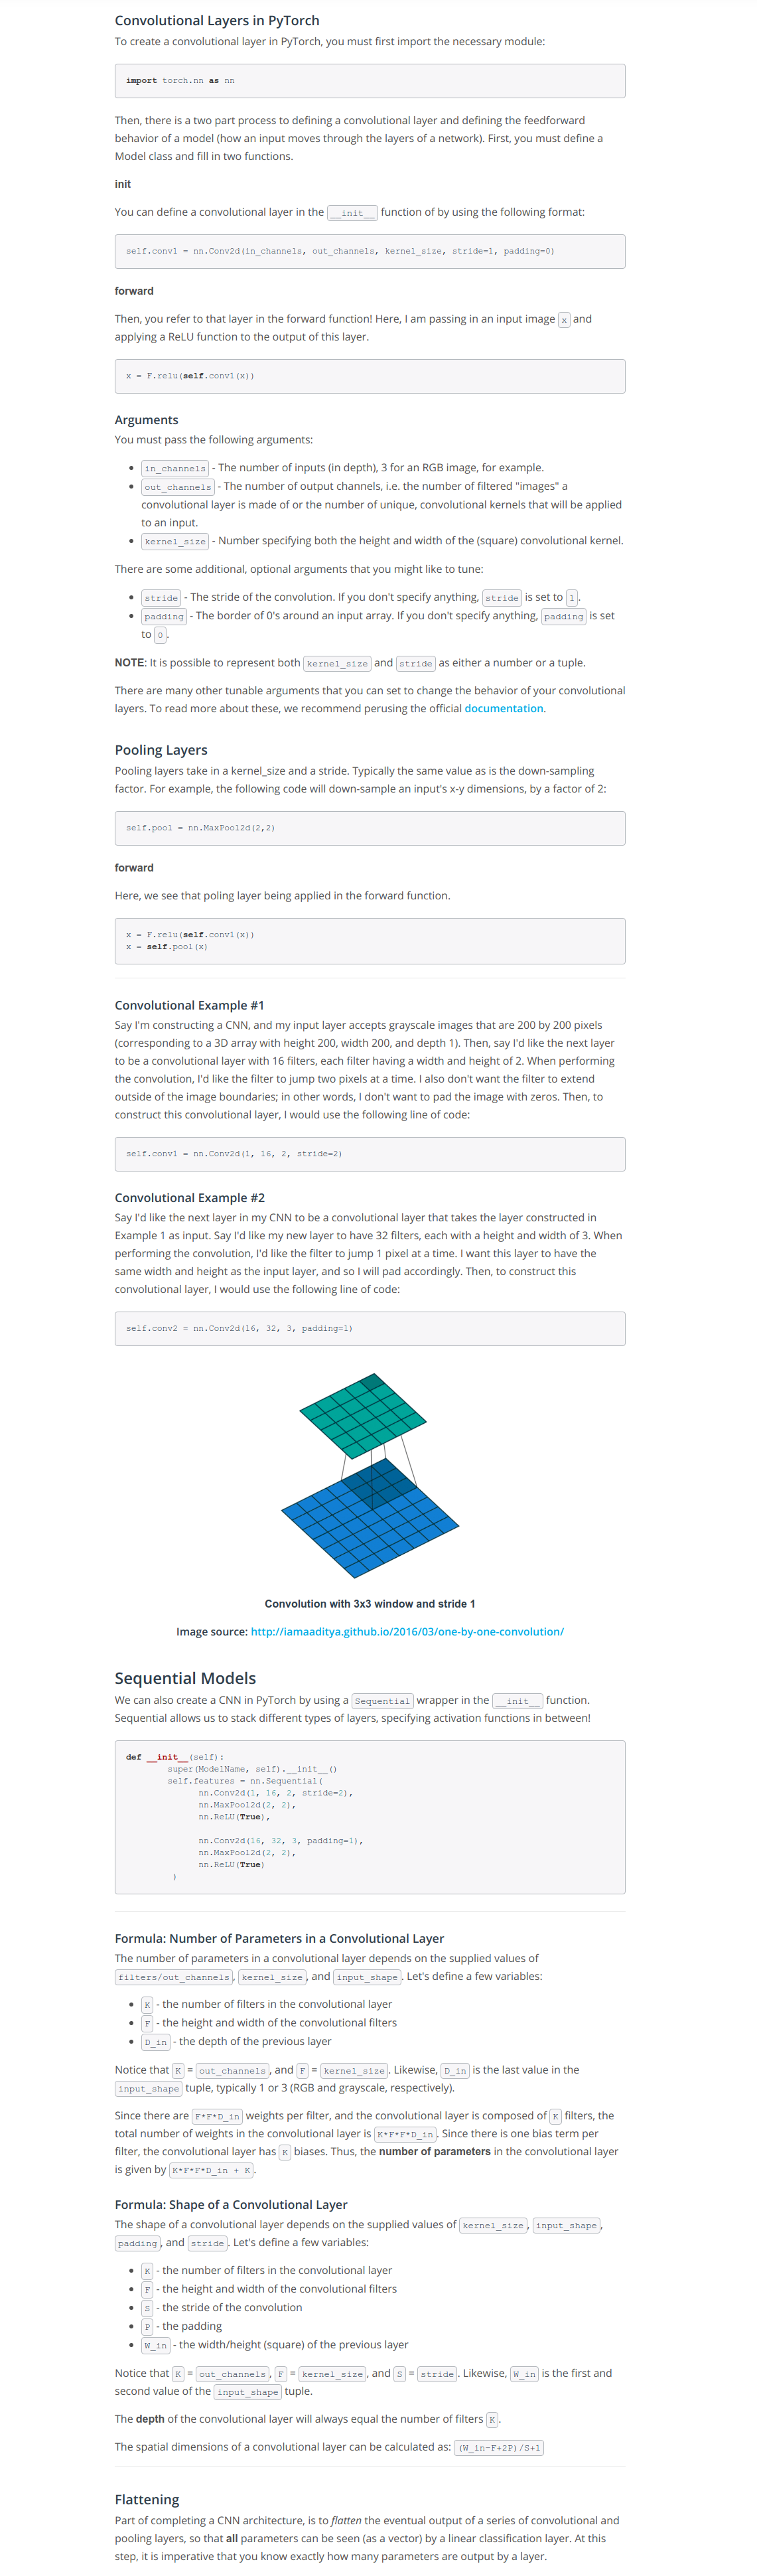 Convolutional Layers in PyTorch
To create a convolutional layer in PyTorch, you must first import the necessary module:
import torch.nn as nn
Then, there is a two part process to defining a convolutional layer and defining the feedforward
behavior of a model (how an input moves through the layers of a network). First, you must define a
Model class and fill in two functions.
init
You can define a convolutional layer in the __init__ function of by using the following format:
self.conv1 = nn.Conv2d(in_channels, out_channels, kernel_size, stride=1, padding=0)
forward
Then, you refer to that layer in the forward function! Here, I am passing in an input image x and
applying a ReLU function to the output of this layer.
x = F.relu(self.conv1(x))
Arguments
You must pass the following arguments:
• in_channels - The number of inputs (in depth), 3 for an RGB image, for example.
• out_channels - The number of output channels, i.e. the number of filtered "images" a
convolutional layer is made of or the number of unique, convolutional kernels that will be applied
to an input.
• kernel_size - Number specifying both the height and width of the (square) convolutional kernel.
There are some additional, optional arguments that you might like to tune:
• stride - The stride of the convolution. If you don't specify anything, stride is set to 1.
• padding - The border of 0's around an input array. If you don't specify anything, padding is set
to 0.
NOTE: It is possible to represent both kernel_size and stride as either a number or a tuple.
There are many other tunable arguments that you can set to change the behavior of your convolutional
layers. To read more about these, we recommend perusing the official documentation.
Pooling Layers
Pooling layers take in a kernel_size and a stride. Typically the same value as is the down-sampling
factor. For example, the following code will down-sample an input's x-y dimensions, by a factor of 2:
self.pool = nn.MaxPool2d(2,2)
forward
Here, we see that poling layer being applied in the forward function.
x = F.relu(self.conv1(x))
x = self.pool(x)
Convolutional Example #1
Say I'm constructing a CNN, and my input layer accepts grayscale images that are 200 by 200 pixels
(corresponding to a 3D array with height 200, width 200, and depth 1). Then, say I'd like the next layer
to be a convolutional layer with 16 filters, each filter having a width and height of 2. When performing
the convolution, I'd like the filter to jump two pixels at a time. I also don't want the filter to extend
outside of the image boundaries; in other words, I don't want to pad the image with zeros. Then, to
construct this convolutional layer, I would use the following line of code:
self.conv1 = nn.Conv2d(1, 16, 2, stride=2)
Convolutional Example #2
Say I'd like the next layer in my CNN to be a convolutional layer that takes the layer constructed in
Example 1 as input. Say I'd like my new layer to have 32 filters, each with a height and width of 3. When
performing the convolution, I'd like the filter to jump 1 pixel at a time. I want this layer to have the
same width and height as the input layer, and so I will pad accordingly. Then, to construct this
convolutional layer, I would use the following line of code:
self.conv2 = nn.Conv2d(16, 32, 3, padding=1)
Convolution with 3x3 window and stride 1
Image source: http://iamaaditya.github.io/2016/03/one-by-one-convolution/
Sequential Models
We can also create a CNN in PyTorch by using a Sequential wrapper in the __init__ function.
Sequential allows us to stack different types of layers, specifying activation functions in between!
def __init__(self):
super(ModelName, self).__init__()
self.features = nn.Sequential(
nn.Conv2d(1, 16, 2, stride=2),
nn.MaxPool2d(2, 2),
nn.ReLU(True),
nn.Conv2d(16, 32, 3, padding=1),
nn.MaxPool2d(2, 2),
nn.ReLU(True)
)
Formula: Number of Parameters in a Convolutional Layer
The number of parameters in a convolutional layer depends on the supplied values of
filters/out_channels, kernel_size, and input_shape. Let's define a few variables:
• K - the number of filters in the convolutional layer
• F - the height and width of the convolutional filters
• D_in - the depth of the previous layer
Notice that K = out_channels, and F = kernel_size. Likewise, D_in is the last value in the
input_shape tuple, typically 1 or 3 (RGB and grayscale, respectively).
Since there are F*F*D_in weights per filter, and the convolutional layer is composed of K filters, the
total number of weights in the convolutional layer is K*F*F*D_in. Since there is one bias term per
filter, the convolutional layer has K biases. Thus, the number of parameters in the convolutional layer
is given by K*F*F*D_in + K.
Formula: Shape of a Convolutional Layer
The shape of a convolutional layer depends on the supplied values of kernel_size, input_shape,
padding, and stride. Let's define a few variables:
• K - the number of filters in the convolutional layer
• F - the height and width of the convolutional filters
• S - the stride of the convolution
• P - the padding
• W_in - the width/height (square) of the previous layer
Notice that K = out_channels, F = kernel_size, and S = stride. Likewise, W_in is the first and
second value of the input_shape tuple.
The depth of the convolutional layer will always equal the number of filters K.
The spatial dimensions of a convolutional layer can be calculated as: (W_in−F+2P)/S+1
Flattening
Part of completing a CNN architecture, is to flatten the eventual output of a series of convolutional and
pooling layers, so that all parameters can be seen (as a vector) by a linear classification layer. At this
step, it is imperative that you know exactly how many parameters are output by a layer.